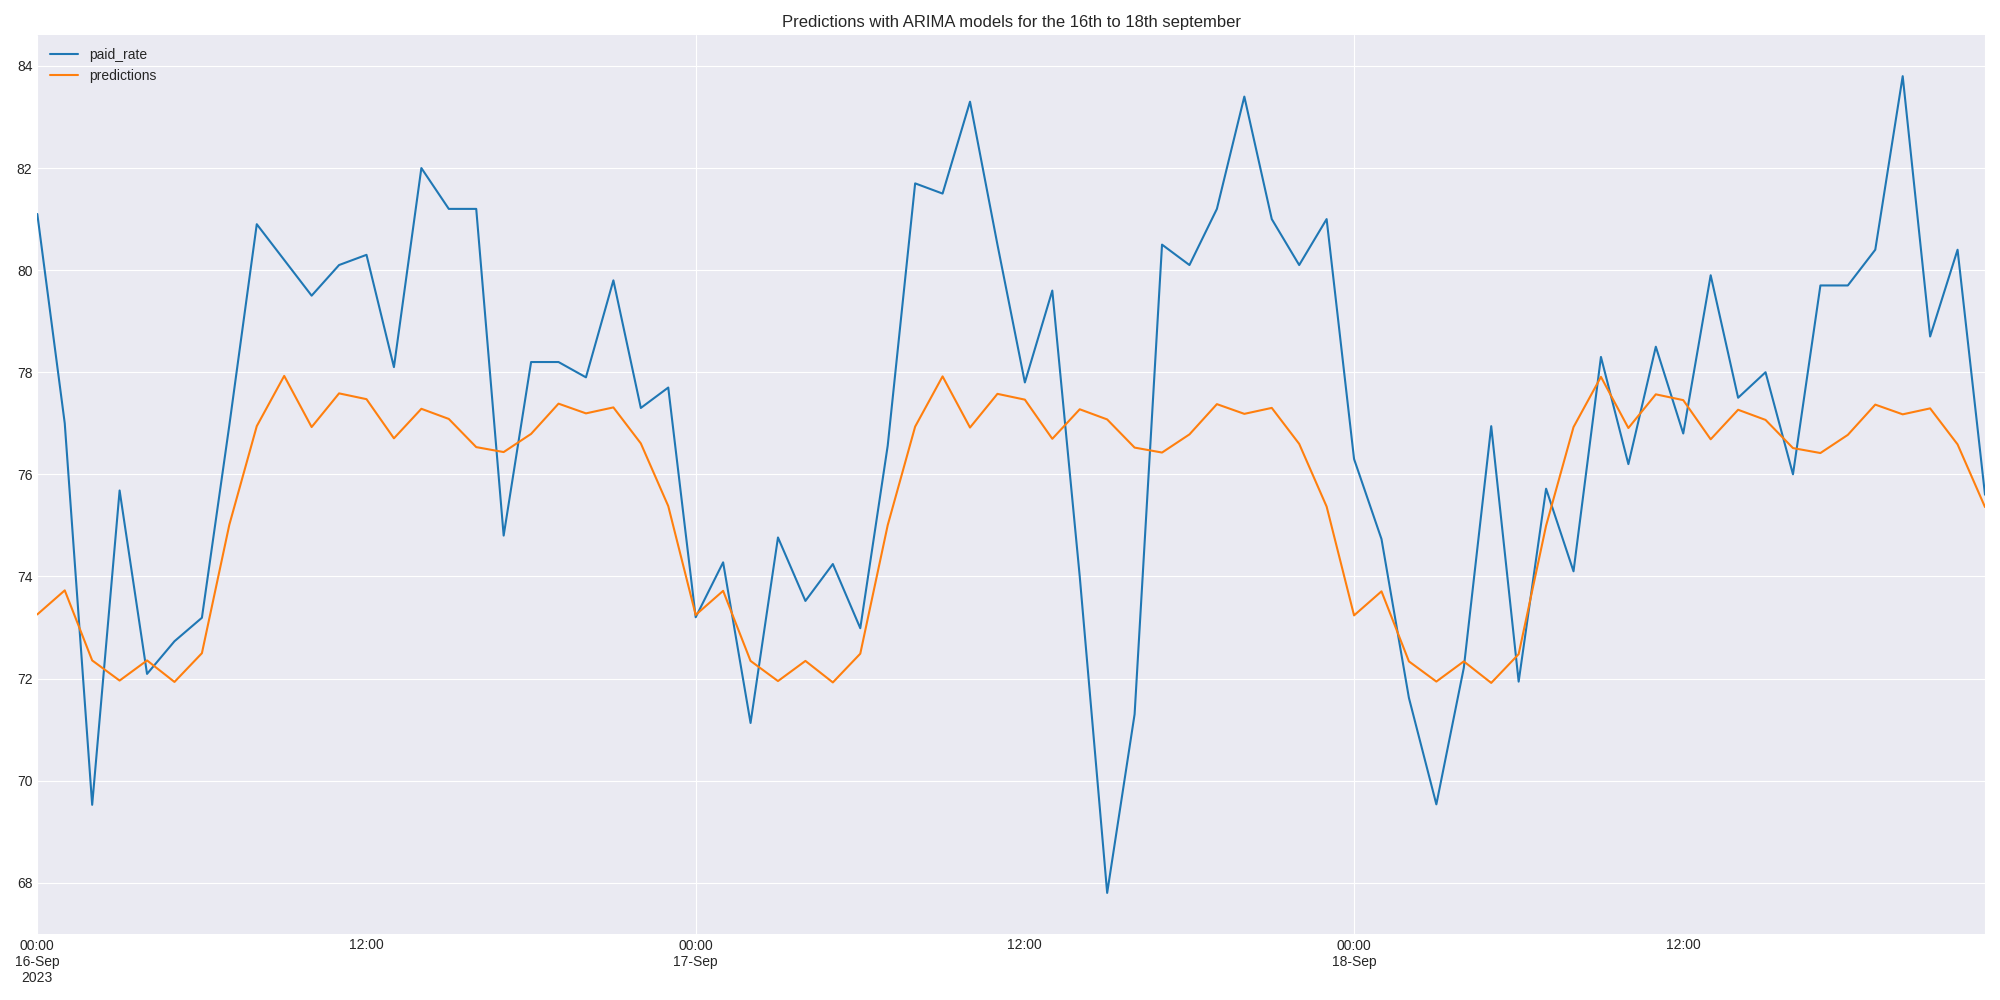 Predictions with ARIMA models for the 16th to 18th september
paid_rate
predictions
84
82
80
78
76
74
72
70
68
00:00
16-Sep
2023
12:00
00:00
17-Sep
12:00
00:00
18-Sep
12:00